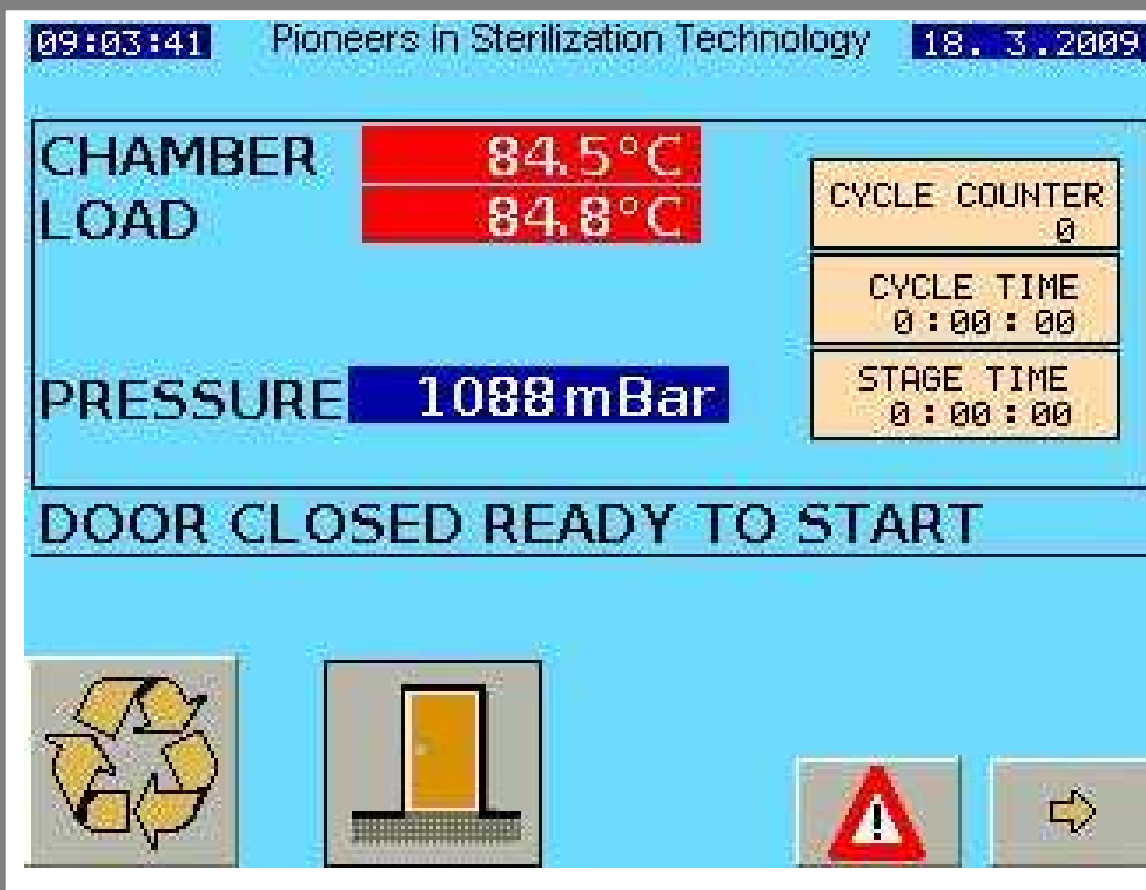 09:03:41 Pioneers in Sterilization Technology 18. 3.2009
CHAMBER 84.5°C
LOAD 84.8°C
CYCLE COUNTER
0
CYCLE TIME
0:00:00
PRESSURE 1088mBar
STAGE TIME
0:00:00
DOOR CLOSED READY TO START
!